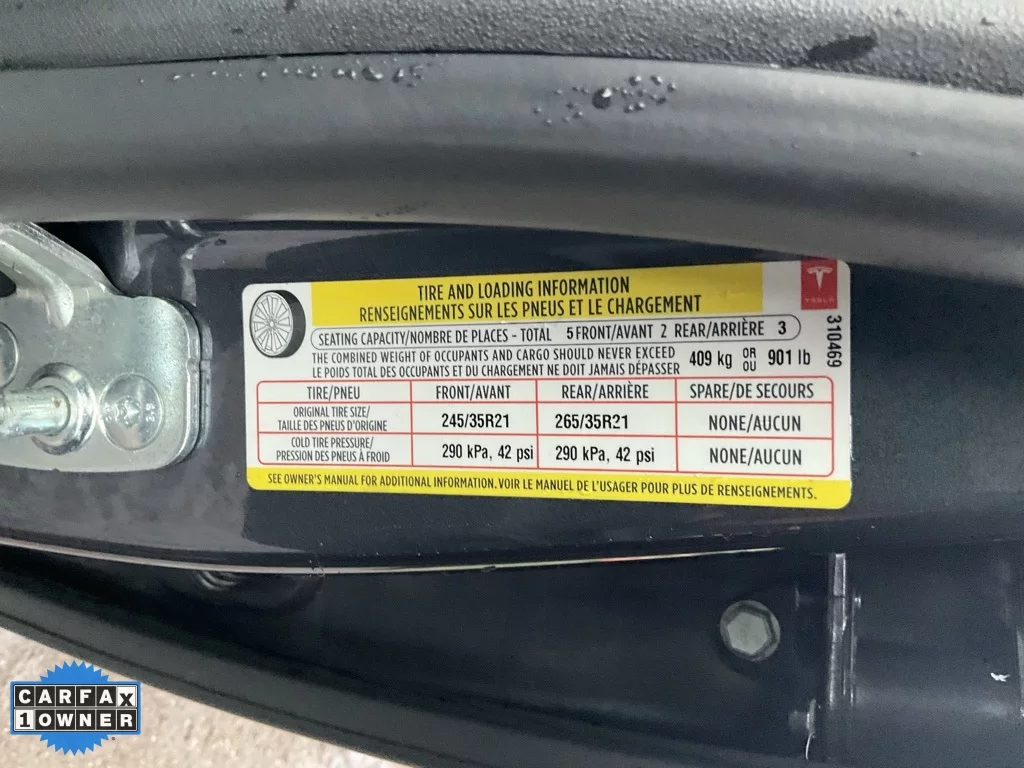 TIRE AND LOADING INFORMATION
RENSEIGNEMENTS SUR LES PNEUS ET LE CHARGEMENT
TESLA
SEATING CAPACITY/NOMBRE DE PLACES - TOTAL 5 FRONT/AVANT 2 REAR/ARRIÈRE 3
THE COMBINED WEIGHT OF OCCUPANTS AND CARGO SHOULD NEVER EXCEED
LE POIDS TOTAL DES OCCUPANTS ET DU CHARGEMENT NE DOIT JAMAIS DÉPASSER
409 kg OR OU 901 lb
310469
TIRE/PNEU FRONT/AVANT REAR/ARRIÈRE SPARE/DE SECOURS
ORIGINAL TIRE SIZE/
TAILLE DES PNEUS D'ORIGINE
245/35R21 265/35R21 NONE/AUCUN
COLD TIRE PRESSURE/
PRESSION DES PNEUS À FROID
290 kPa, 42 psi 290 kPa, 42 psi NONE/AUCUN
SEE OWNER'S MANUAL FOR ADDITIONAL INFORMATION. VOIR LE MANUEL DE L'USAGER POUR PLUS DE RENSEIGNEMENTS.
CARFAX
1 OWNER